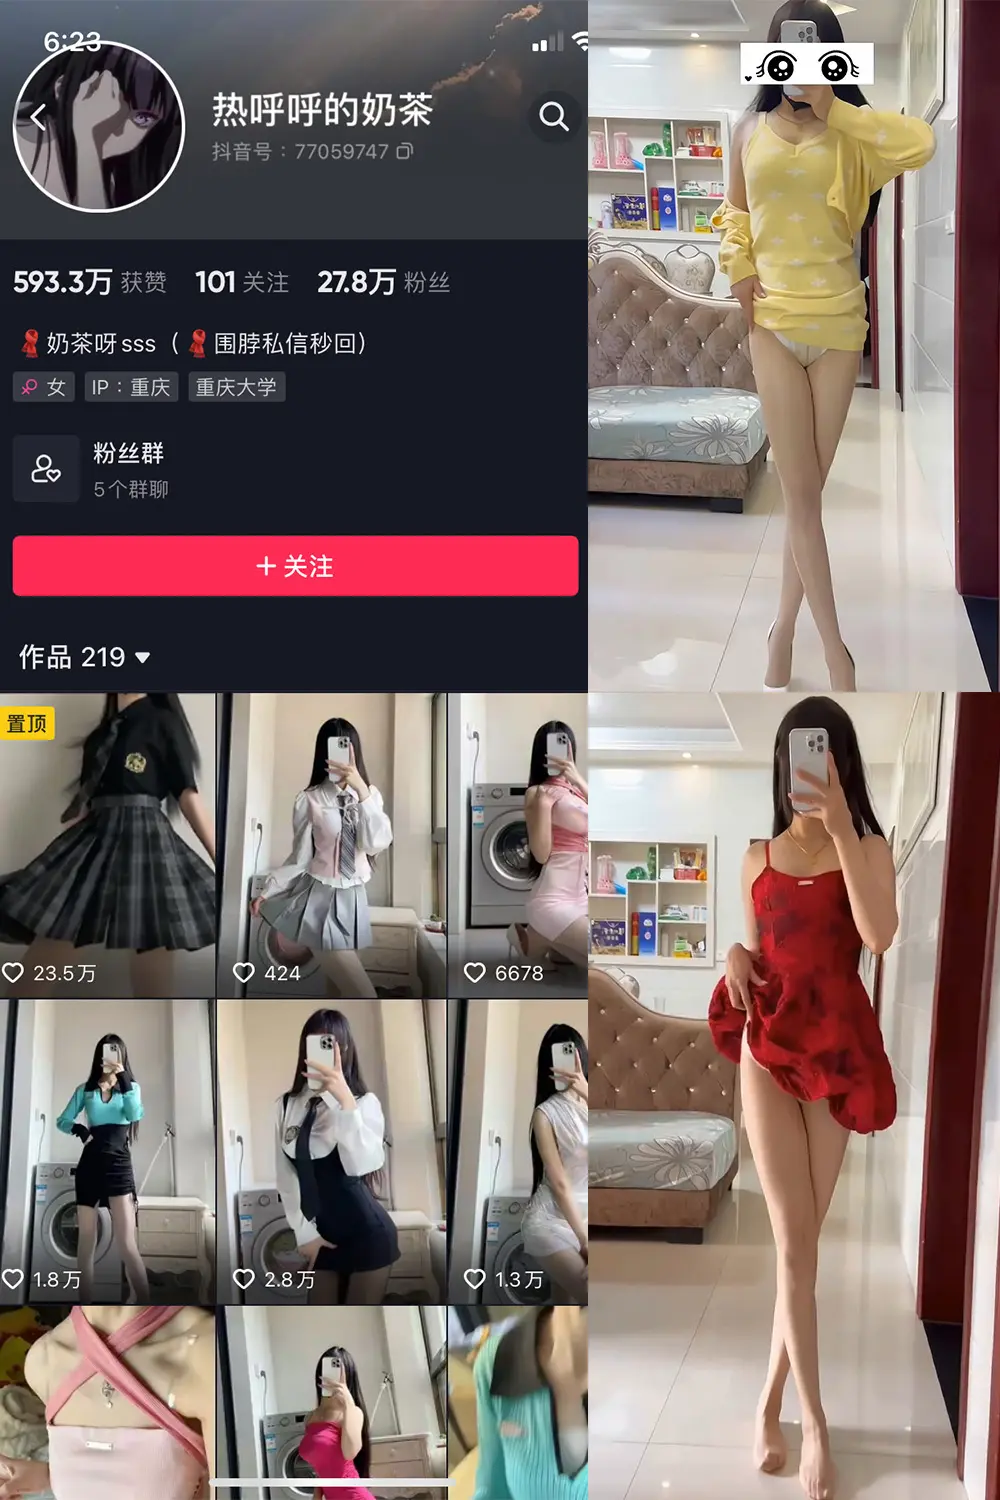 6:23
热呼呼的奶茶
抖音号：77059747
593.3万 获赞 101 关注 27.8万 粉丝
🧣奶茶呀sss（🧣围脖私信秒回）
女 IP：重庆 重庆大学
粉丝群
5个群聊
+ 关注
作品 219
置顶
23.5万 424 6678
1.8万 2.8万 1.3万